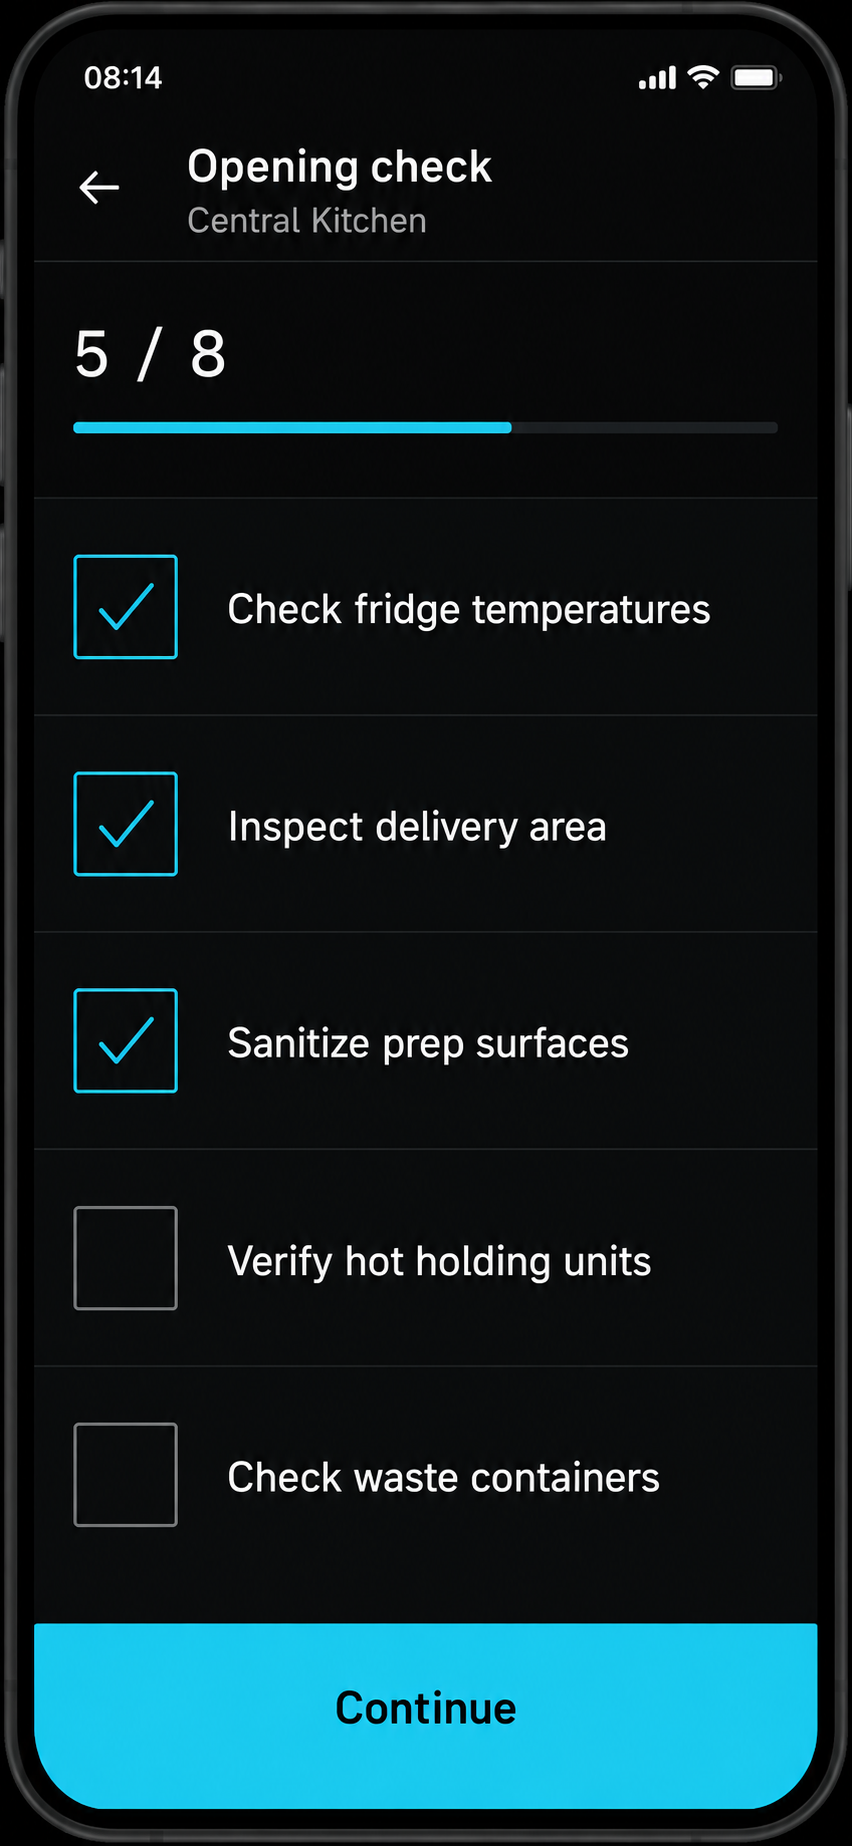 08:14
Opening check
Central Kitchen
5 / 8
Check fridge temperatures
Inspect delivery area
Sanitize prep surfaces
Verify hot holding units
Check waste containers
Continue